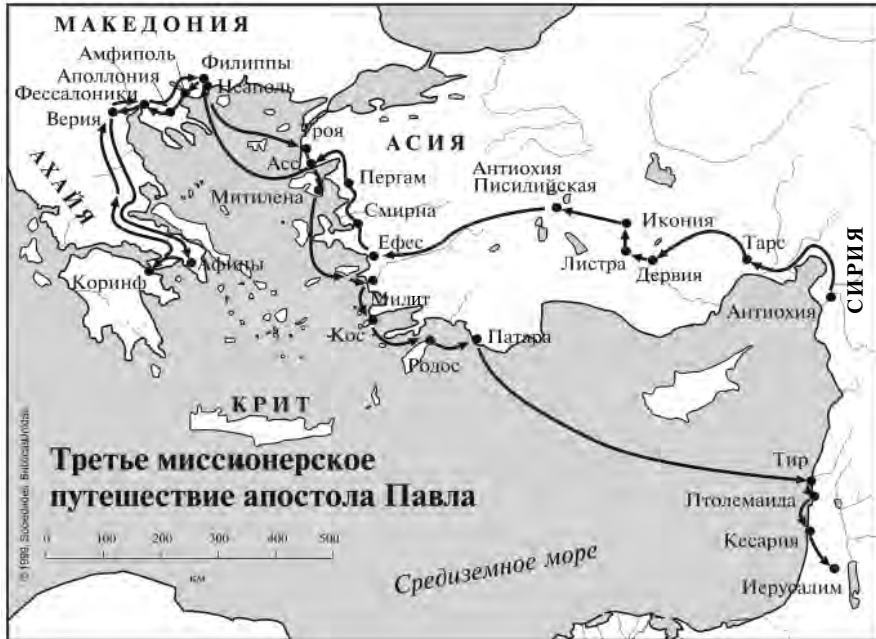 МАКЕДОНИЯ
Амфиполь
Филиппы
Аполлония
Неаполь
Фессалоники
Верия
Троя
АСИЯ
Асс
Антиохия
Писидийская
АХАЙЯ
Пергам
Митилена
Смирна
Икония
Ефес
Тарс
Листра
Дервия
СИРИЯ
Афины
Коринф
Милит
Антиохия
Кос
Патара
Родос
КРИТ
Третье миссионерское
путешествие апостола Павла
Тир
Птолемаида
0 100 200 300 400 500
км
Кесария
Средиземное море
Иерусалим
© 1999,